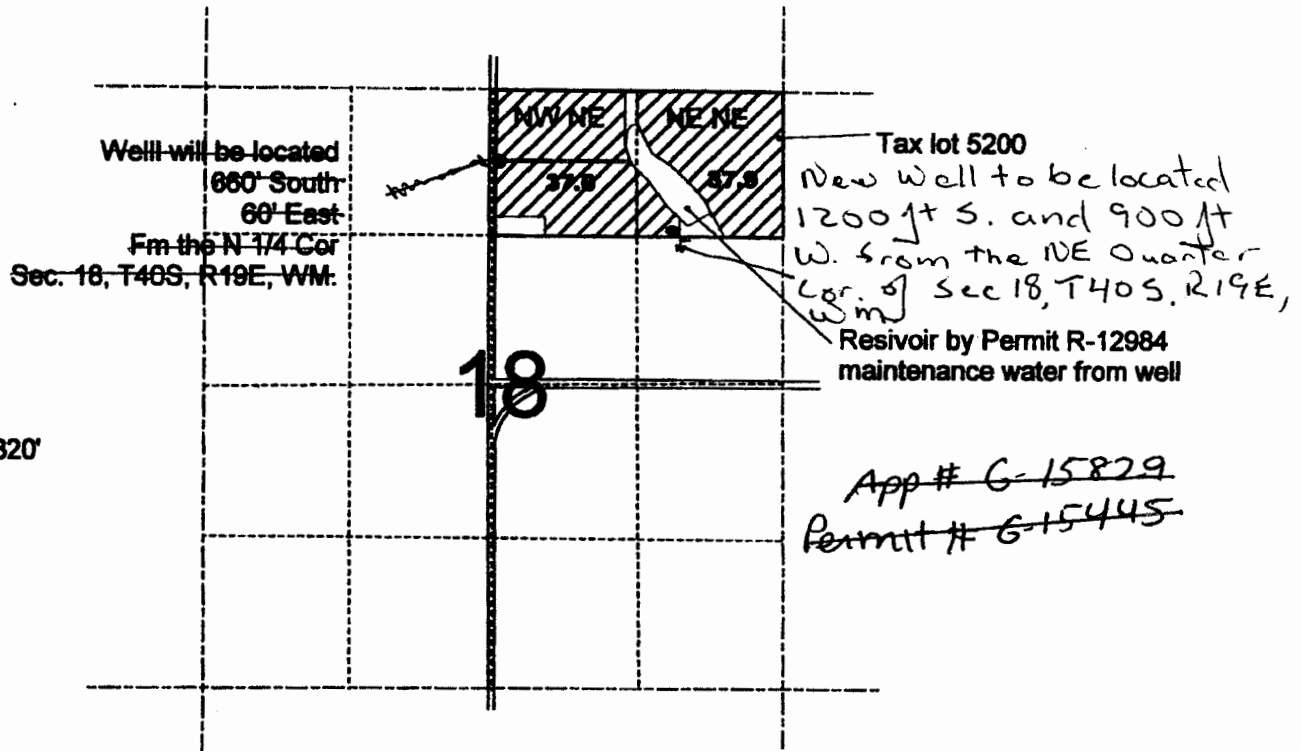 NW NE
NE NE
37.8
37.9
Welll will be located
660' South
60' East
Fm the N 1/4 Cor
Sec. 18, T40S, R19E, WM.
Tax lot 5200
New Well to be located
1200 ft S. and 900 ft
W. from the NE Quarter
Cor. of Sec 18, T40S, R19E,
Wm
Resivoir by Permit R-12984
maintenance water from well
18
320'
App # G-15829
Permit # G-15445